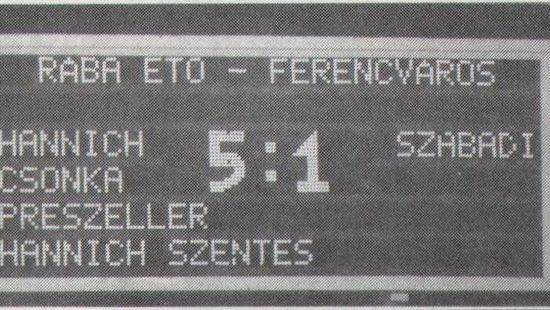 RABA ETO - FERENCVAROS
HANNICH 5:1 SZABADI
CSONKA
PRESZELLER
HANNICH SZENTES